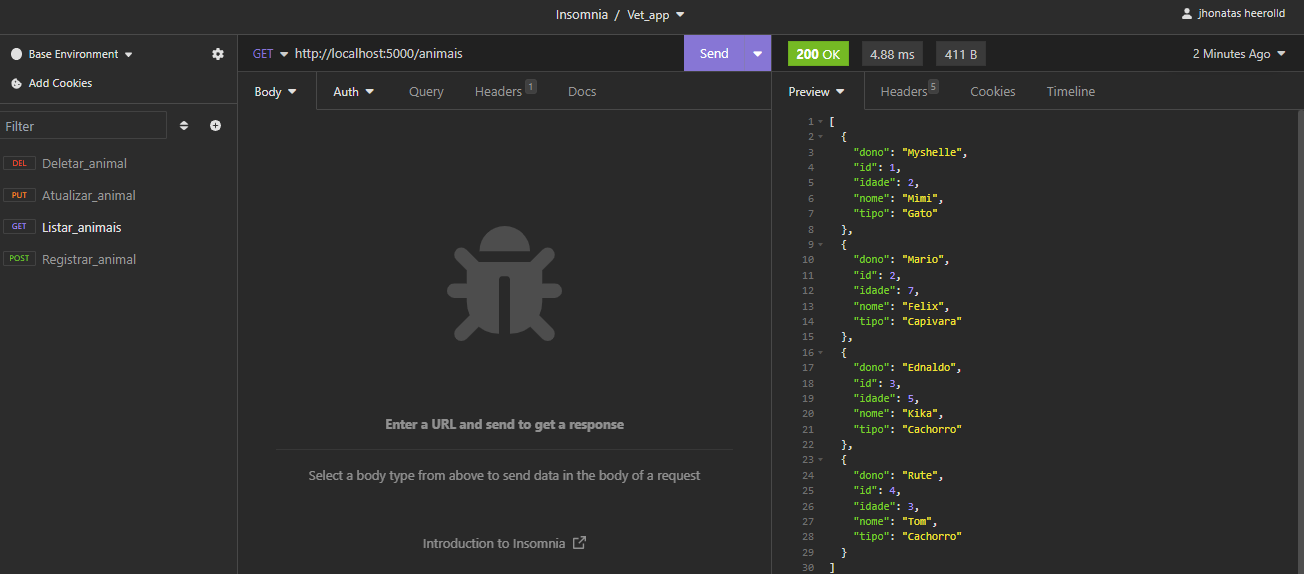 Insomnia / Vet_app
jhonatas heerolld
Base Environment
Add Cookies
Filter
DEL Deletar_animal
PUT Atualizar_animal
GET Listar_animais
POST Registrar_animal
GET http://localhost:5000/animais
Send
Body
Auth
Query
Headers 1
Docs
Enter a URL and send to get a response
Select a body type from above to send data in the body of a request
Introduction to Insomnia
200 OK
4.88 ms
411 B
2 Minutes Ago
Preview
Headers 5
Cookies
Timeline
1 [
2 {
3 "dono": "Myshelle",
4 "id": 1,
5 "idade": 2,
6 "nome": "Mimi",
7 "tipo": "Gato"
8 },
9 {
10 "dono": "Mario",
11 "id": 2,
12 "idade": 7,
13 "nome": "Felix",
14 "tipo": "Capivara"
15 },
16 {
17 "dono": "Ednaldo",
18 "id": 3,
19 "idade": 5,
20 "nome": "Kika",
21 "tipo": "Cachorro"
22 },
23 {
24 "dono": "Rute",
25 "id": 4,
26 "idade": 3,
27 "nome": "Tom",
28 "tipo": "Cachorro"
29 }
30 ]